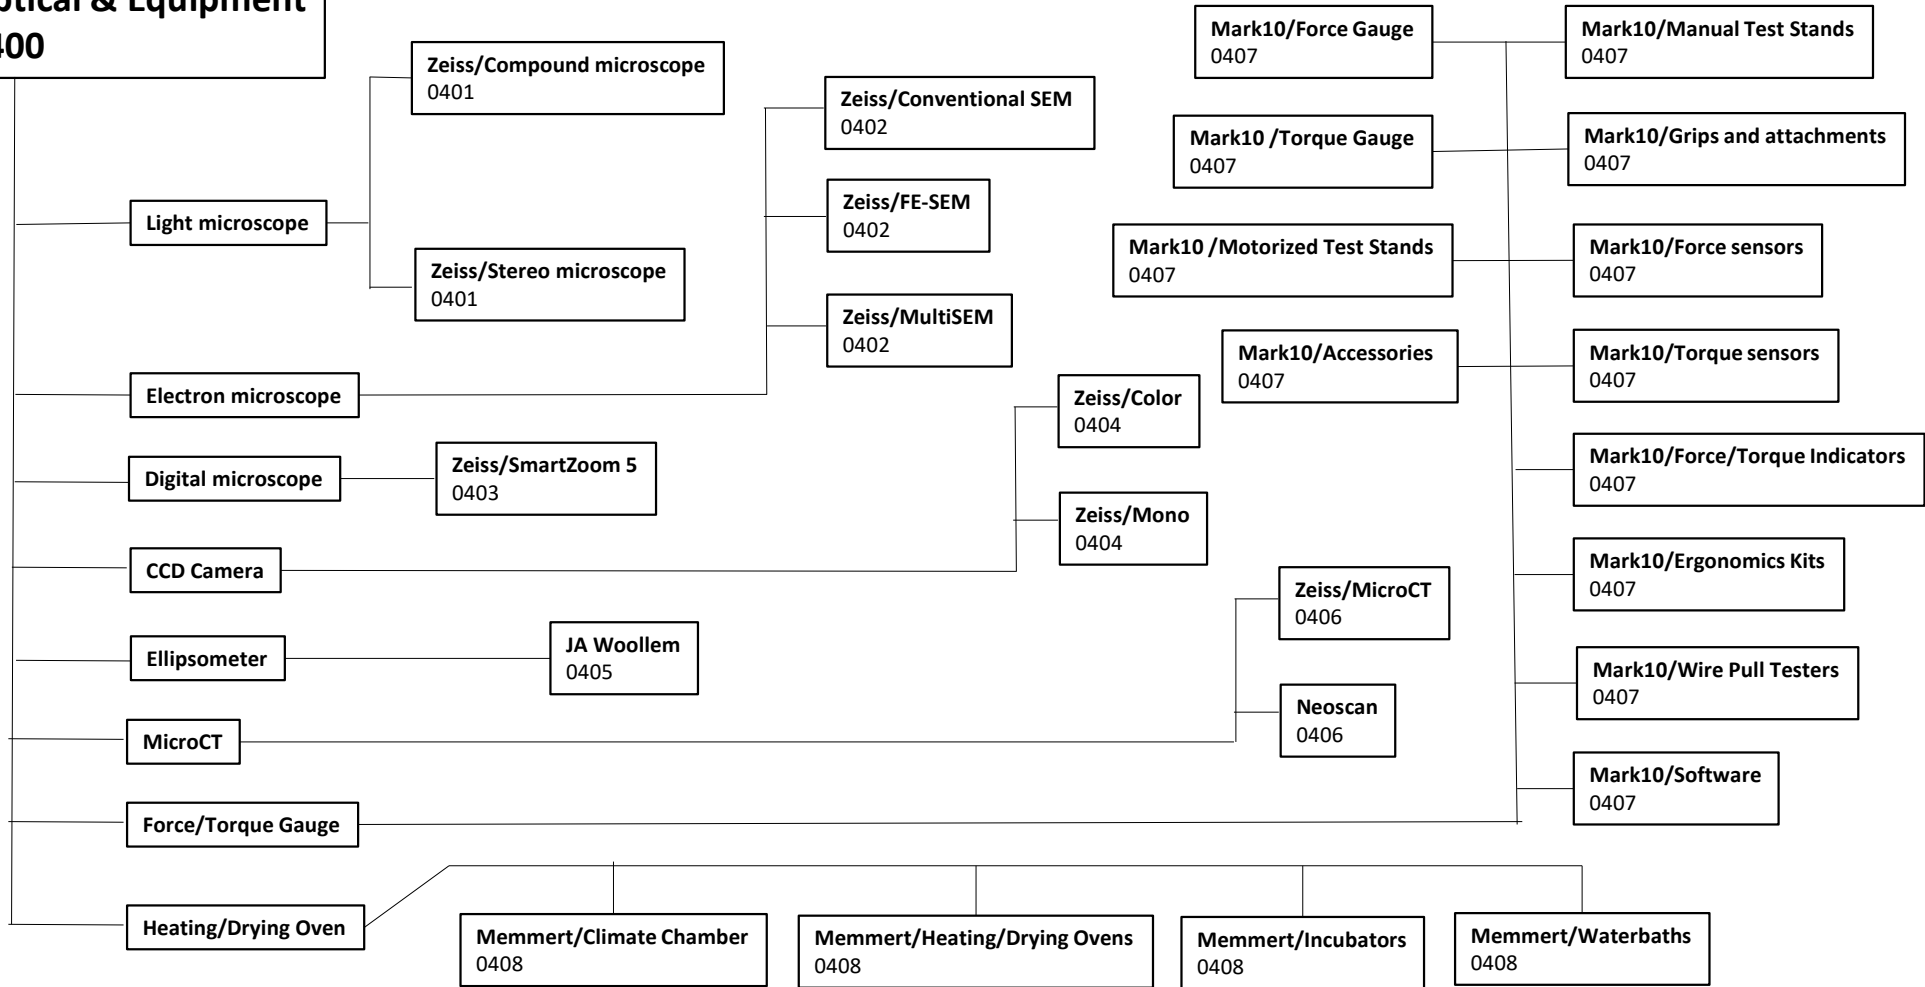 & Equipment
Zeiss/Compound microscope
0401
Light microscope
Zeiss/Stereo microscope
0401
Zeiss/Conventional SEM
0402
Zeiss/FE-SEM
0402
Zeiss/MultiSEM
0402
Electron microscope
Digital microscope
Zeiss/SmartZoom 5
0403
Zeiss/Color
0404
Zeiss/Mono
0404
CCD Camera
Ellipsometer
JA Woollem
0405
MicroCT
Zeiss/MicroCT
0406
Neoscan
0406
Force/Torque Gauge
Mark10/Force Gauge
0407
Mark10/Manual Test Stands
0407
Mark10 /Torque Gauge
0407
Mark10/Grips and attachments
0407
Mark10 /Motorized Test Stands
0407
Mark10/Force sensors
0407
Mark10/Accessories
0407
Mark10/Torque sensors
0407
Mark10/Force/Torque Indicators
0407
Mark10/Ergonomics Kits
0407
Mark10/Wire Pull Testers
0407
Mark10/Software
0407
Heating/Drying Oven
Memmert/Climate Chamber
0408
Memmert/Heating/Drying Ovens
0408
Memmert/Incubators
0408
Memmert/Waterbaths
0408